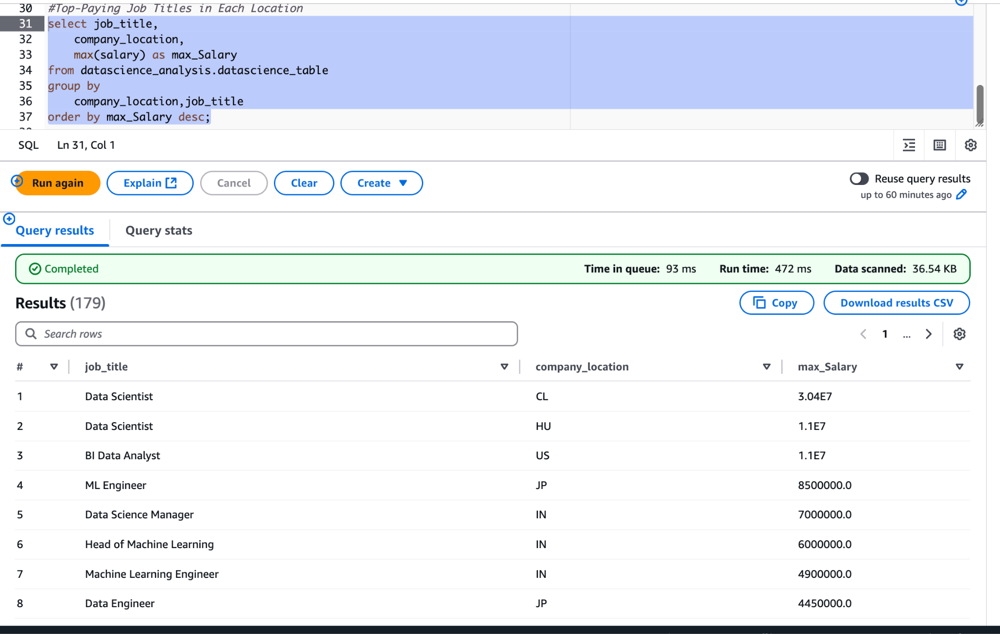 30 #Top-Paying Job Titles in Each Location
31 select job_title,
32 company_location,
33 max(salary) as max_Salary
34 from datascience_analysis.datascience_table
35 group by
36 company_location,job_title
37 order by max_Salary desc;
SQL Ln 31, Col 1
Run again Explain Cancel Clear Create Reuse query results
up to 60 minutes ago
Query results Query stats
Completed Time in queue: 93 ms Run time: 472 ms Data scanned: 36.54 KB
Results (179) Copy Download results CSV
Search rows 1 ...
# job_title company_location max_Salary
1 Data Scientist CL 3.04E7
2 Data Scientist HU 1.1E7
3 BI Data Analyst US 1.1E7
4 ML Engineer JP 8500000.0
5 Data Science Manager IN 7000000.0
6 Head of Machine Learning IN 6000000.0
7 Machine Learning Engineer IN 4900000.0
8 Data Engineer JP 4450000.0